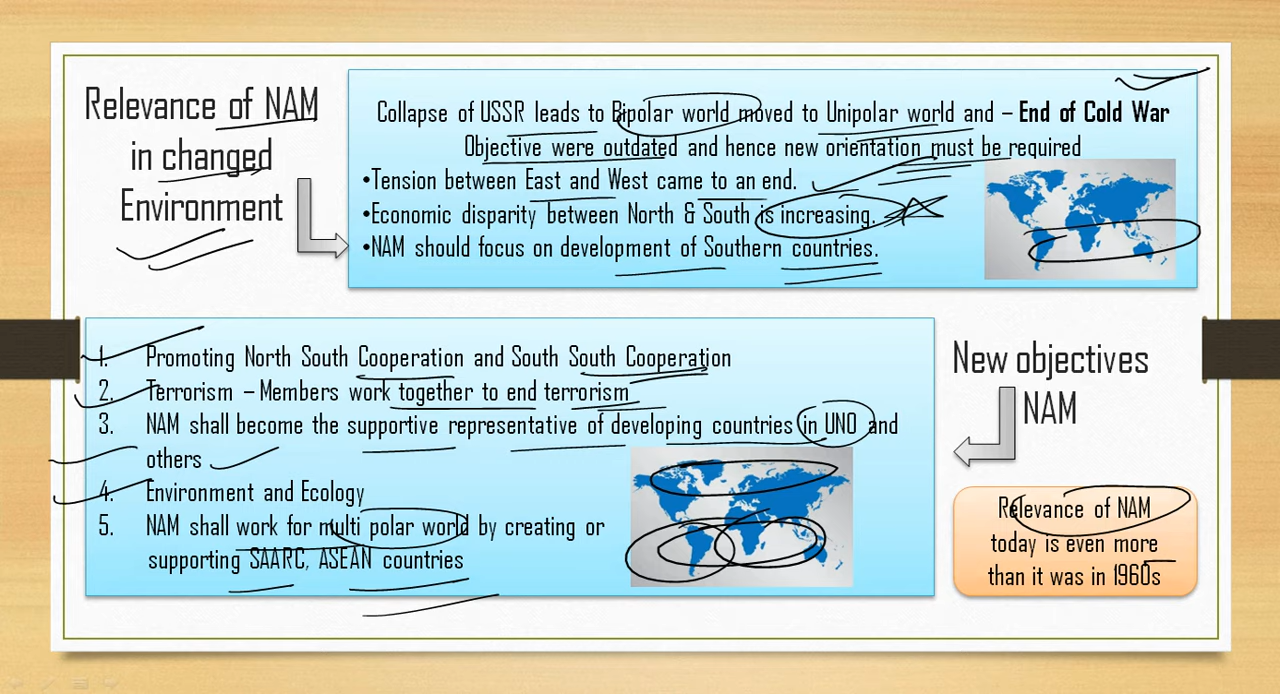 Relevance of NAM
in changed
Environment
Collapse of USSR leads to Bipolar world moved to Unipolar world and – End of Cold War
Objective were outdated and hence new orientation must be required
•Tension between East and West came to an end.
•Economic disparity between North & South is increasing.
•NAM should focus on development of Southern countries.
1. Promoting North South Cooperation and South South Cooperation
2. Terrorism – Members work together to end terrorism
3. NAM shall become the supportive representative of developing countries in UNO and
others
4. Environment and Ecology
5. NAM shall work for multi polar world by creating or
supporting SAARC, ASEAN countries
New objectives
NAM
Relevance of NAM
today is even more
than it was in 1960s